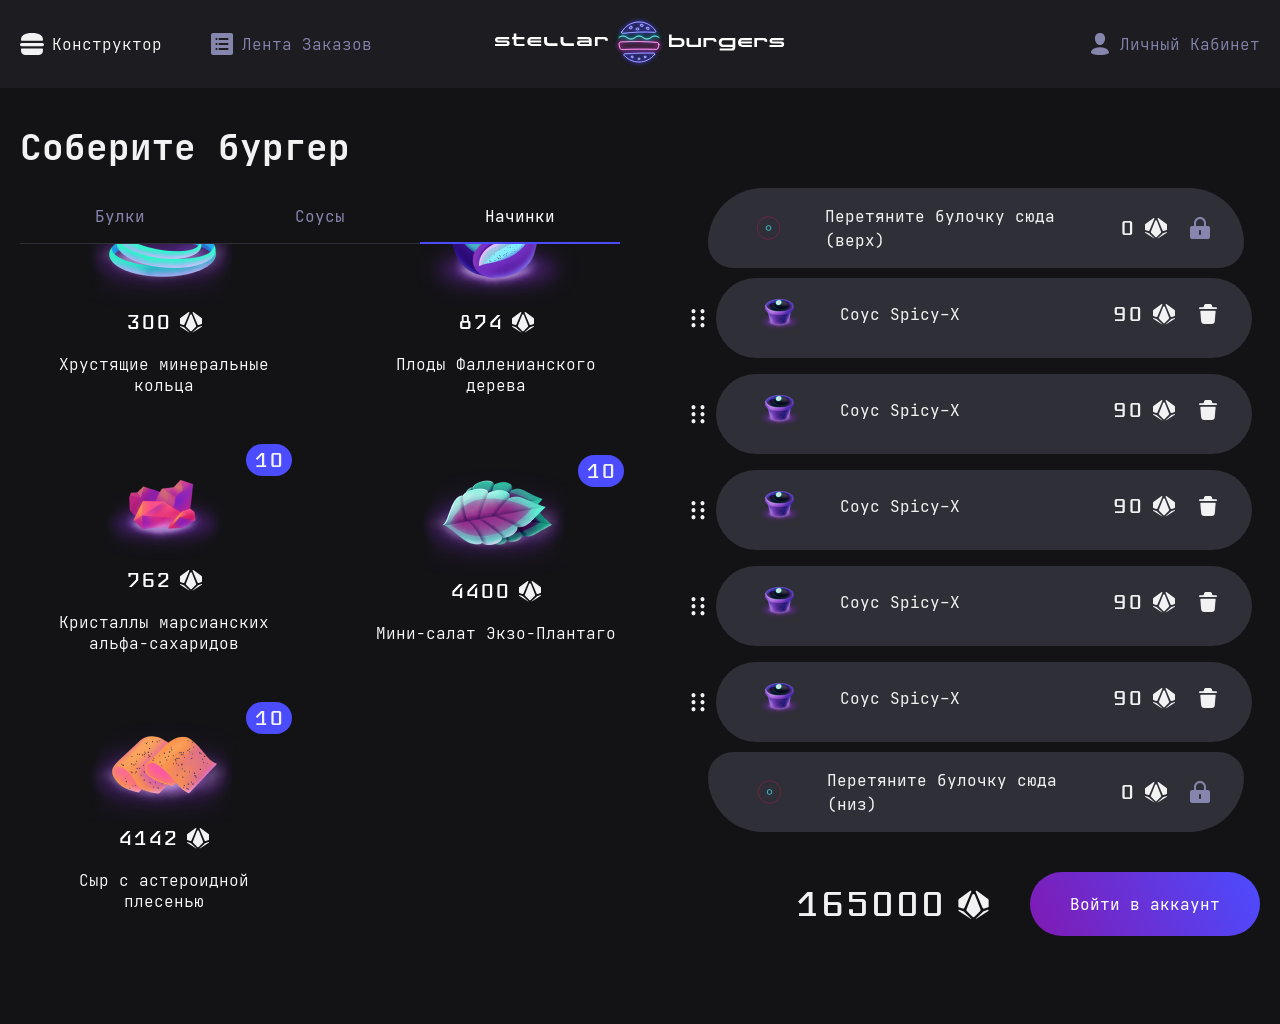 Конструктор
Лента Заказов
stellar burgers
Личный Кабинет
Соберите бургер
Булки
Соусы
Начинки
300
Хрустящие минеральные
кольца
874
Плоды Фалленианского
дерева
10
762
Кристаллы марсианских
альфа-сахаридов
10
4400
Мини-салат Экзо-Плантаго
10
4142
Сыр с астероидной
плесенью
Перетяните булочку сюда
(верх)
0
Соус Spicy-X
90
Соус Spicy-X
90
Соус Spicy-X
90
Соус Spicy-X
90
Соус Spicy-X
90
Перетяните булочку сюда
(низ)
0
165000
Войти в аккаунт